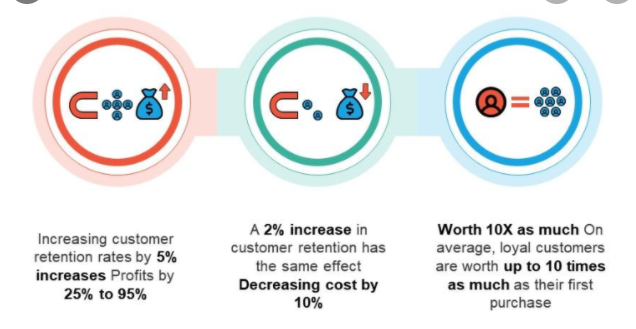 $
$
Increasing customer
retention rates by 5%
increases Profits by
25% to 95%
A 2% increase in
customer retention has
the same effect
Decreasing cost by
10%
Worth 10X as much On
average, loyal customers
are worth up to 10 times
as much as their first
purchase